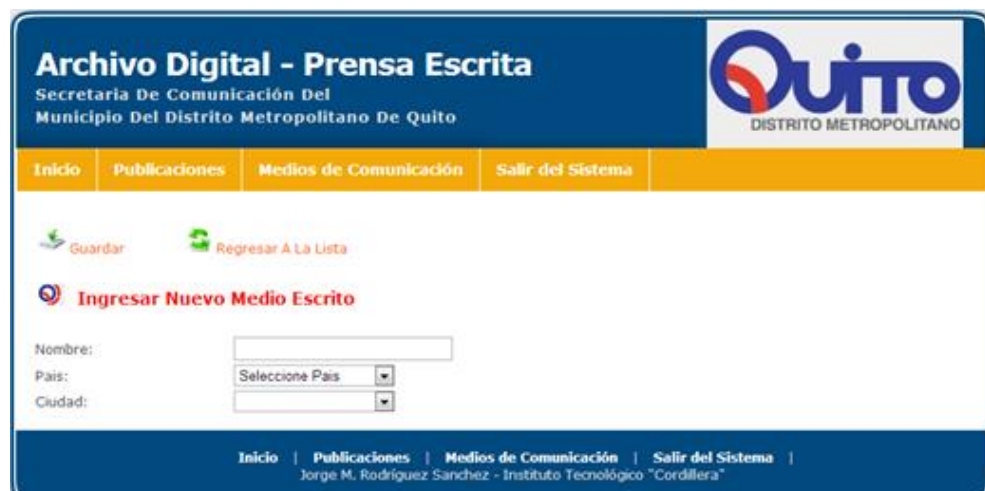 Archivo Digital - Prensa Escrita
Secretaria De Comunicación Del
Municipio Del Distrito Metropolitano De Quito
Quito
DISTRITO METROPOLITANO
Inicio Publicaciones Medios de Comunicación Salir del Sistema
Guardar Regresar A La Lista
Ingresar Nuevo Medio Escrito
Nombre:
Pais: Seleccione Pais
Ciudad:
Inicio | Publicaciones | Medios de Comunicación | Salir del Sistema |
Jorge M. Rodríguez Sanchez - Instituto Tecnológico "Cordillera"